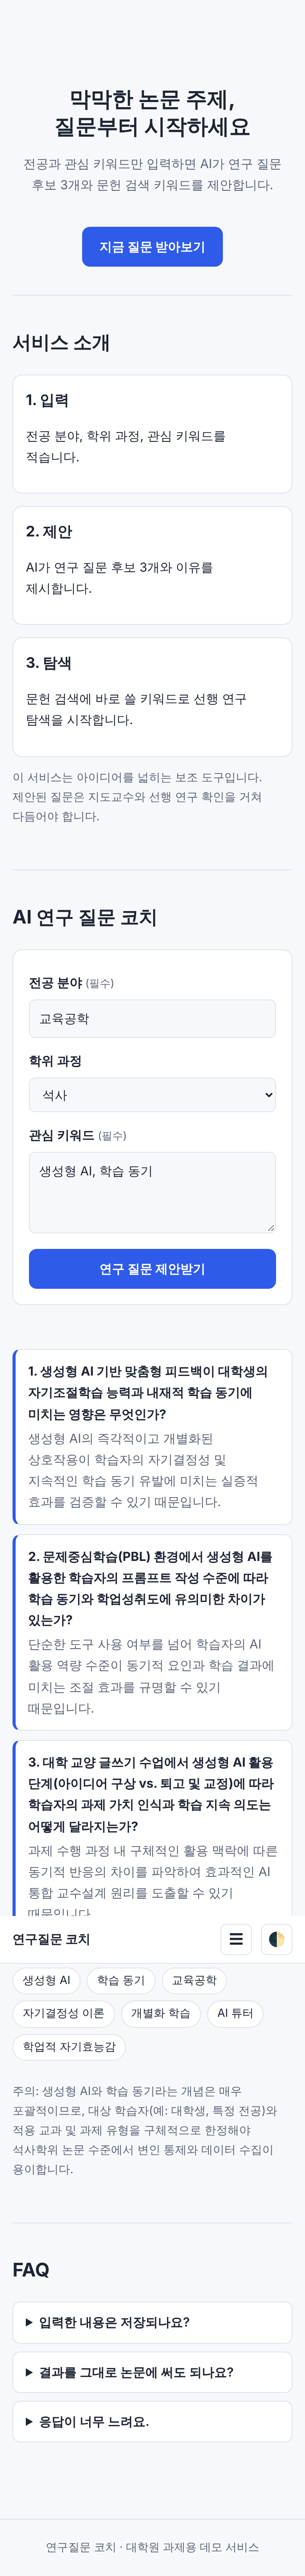 막막한 논문 주제,
질문부터 시작하세요
전공과 관심 키워드만 입력하면 AI가 연구 질문
후보 3개와 문헌 검색 키워드를 제안합니다.
지금 질문 받아보기
서비스 소개
1. 입력
전공 분야, 학위 과정, 관심 키워드를
적습니다.
2. 제안
AI가 연구 질문 후보 3개와 이유를
제시합니다.
3. 탐색
문헌 검색에 바로 쓸 키워드로 선행 연구
탐색을 시작합니다.
이 서비스는 아이디어를 넓히는 보조 도구입니다.
제안된 질문은 지도교수와 선행 연구 확인을 거쳐
다듬어야 합니다.
AI 연구 질문 코치
전공 분야 (필수)
교육공학
학위 과정
석사
관심 키워드 (필수)
생성형 AI, 학습 동기
연구 질문 제안받기
1. 생성형 AI 기반 맞춤형 피드백이 대학생의
자기조절학습 능력과 내재적 학습 동기에
미치는 영향은 무엇인가?
생성형 AI의 즉각적이고 개별화된
상호작용이 학습자의 자기결정성 및
지속적인 학습 동기 유발에 미치는 실증적
효과를 검증할 수 있기 때문입니다.
2. 문제중심학습(PBL) 환경에서 생성형 AI를
활용한 학습자의 프롬프트 작성 수준에 따라
학습 동기와 학업성취도에 유의미한 차이가
있는가?
단순한 도구 사용 여부를 넘어 학습자의 AI
활용 역량 수준이 동기적 요인과 학습 결과에
미치는 조절 효과를 규명할 수 있기
때문입니다.
3. 대학 교양 글쓰기 수업에서 생성형 AI 활용
단계(아이디어 구상 vs. 퇴고 및 교정)에 따라
학습자의 과제 가치 인식과 학습 지속 의도는
어떻게 달라지는가?
과제 수행 과정 내 구체적인 활용 맥락에 따른
동기적 반응의 차이를 파악하여 효과적인 AI
통합 교수설계 원리를 도출할 수 있기
때문입니다.
연구질문 코치
생성형 AI 학습 동기 교육공학
자기결정성 이론 개별화 학습 AI 튜터
학업적 자기효능감
주의: 생성형 AI와 학습 동기라는 개념은 매우
포괄적이므로, 대상 학습자(예: 대학생, 특정 전공)와
적용 교과 및 과제 유형을 구체적으로 한정해야
석사학위 논문 수준에서 변인 통제와 데이터 수집이
용이합니다.
FAQ
입력한 내용은 저장되나요?
결과를 그대로 논문에 써도 되나요?
응답이 너무 느려요.
연구질문 코치 · 대학원 과제용 데모 서비스